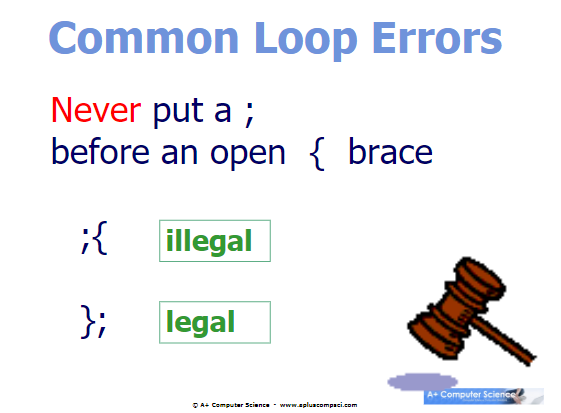 Common Loop Errors
Never put a ;
before an open { brace
;{ illegal
}; legal
A+ Computer Science
© A+ Computer Science - www.apluscompsci.com